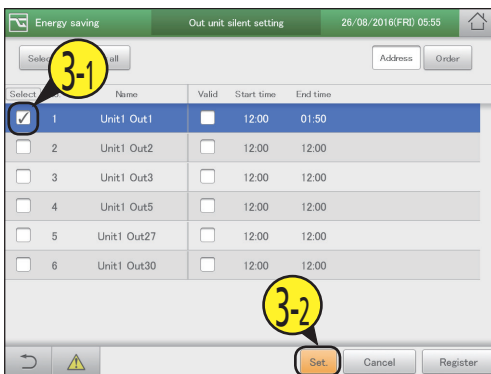 Energy saving Out unit silent setting 26/08/2016(FRI) 05:55
all Address Order
3-1
Select Name Valid Start time End time
1 Unit1 Out1 12:00 01:50
2 Unit1 Out2 12:00 12:00
3 Unit1 Out3 12:00 12:00
4 Unit1 Out5 12:00 12:00
5 Unit1 Out27 12:00 12:00
6 Unit1 Out30 12:00 12:00
3-2
Set. Cancel Register